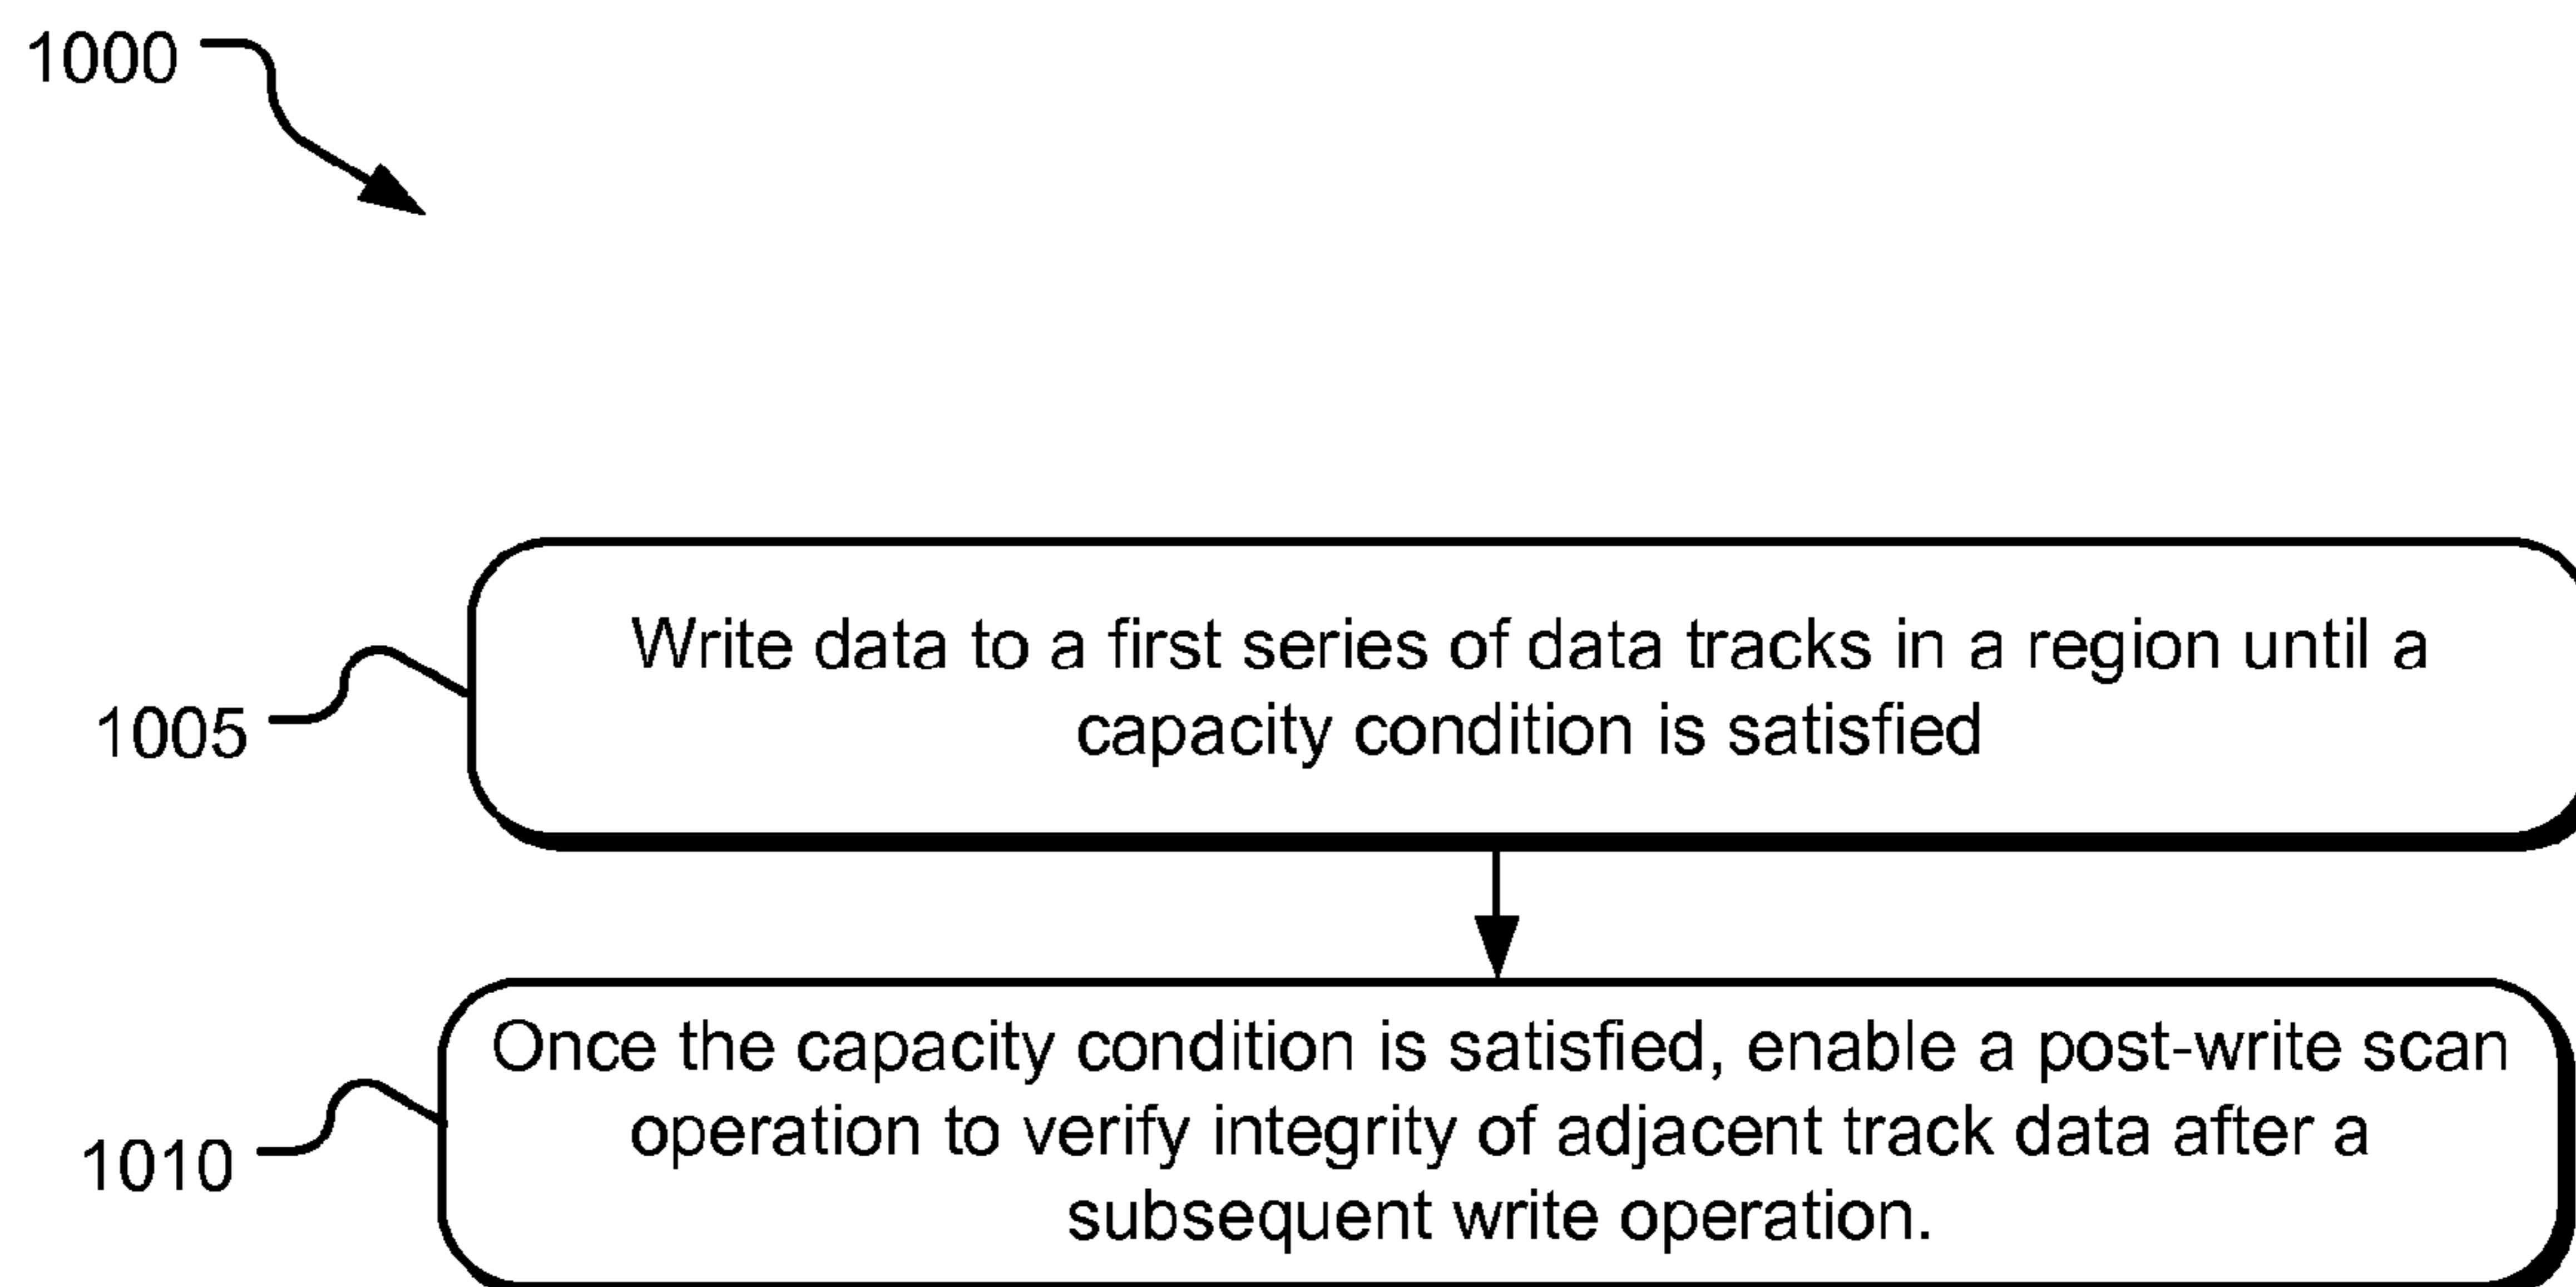 1000
Write data to a first series of data tracks in a region until a
capacity condition is satisfied
1005
Once the capacity condition is satisfied, enable a post-write scan
operation to verify integrity of adjacent track data after a
subsequent write operation.
1010